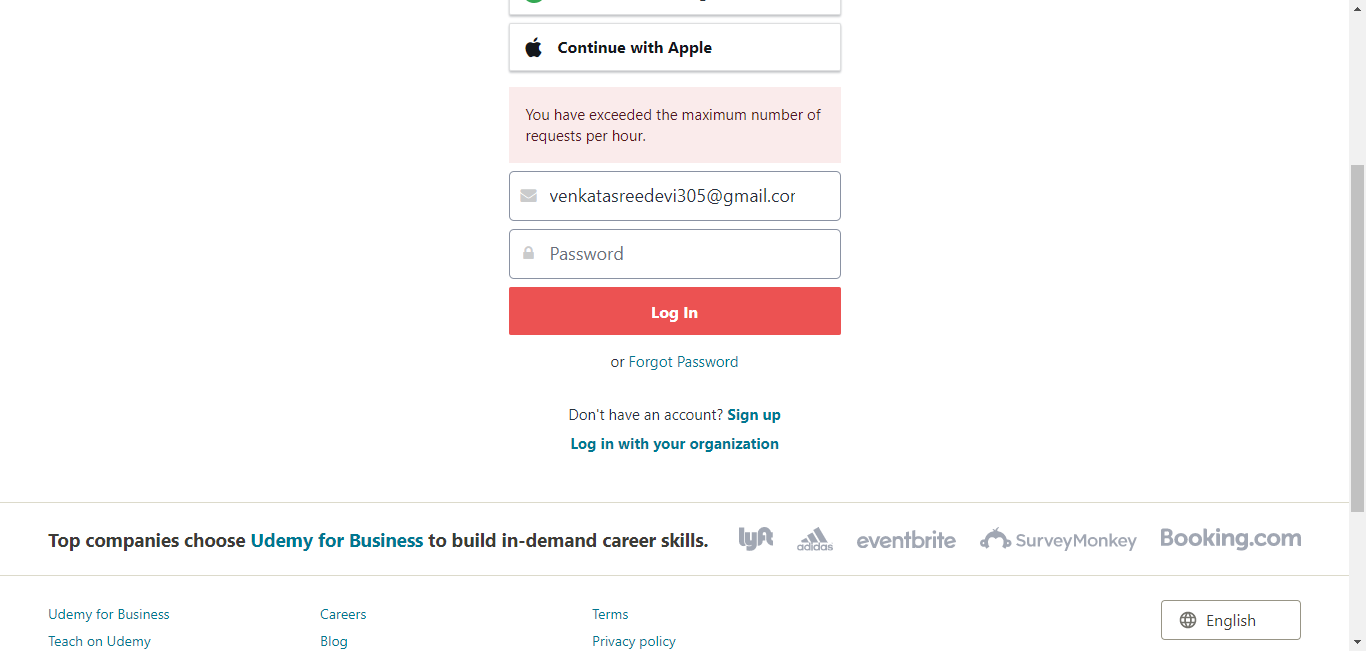 Continue with Apple
You have exceeded the maximum number of
requests per hour.
venkatasreedevi305@gmail.cor
Password
Log In
or Forgot Password
Don't have an account? Sign up
Log in with your organization
Top companies choose Udemy for Business to build in-demand career skills.
lyft
adidas
eventbrite
SurveyMonkey
Booking.com
Udemy for Business
Careers
Terms
English
Teach on Udemy
Blog
Privacy policy